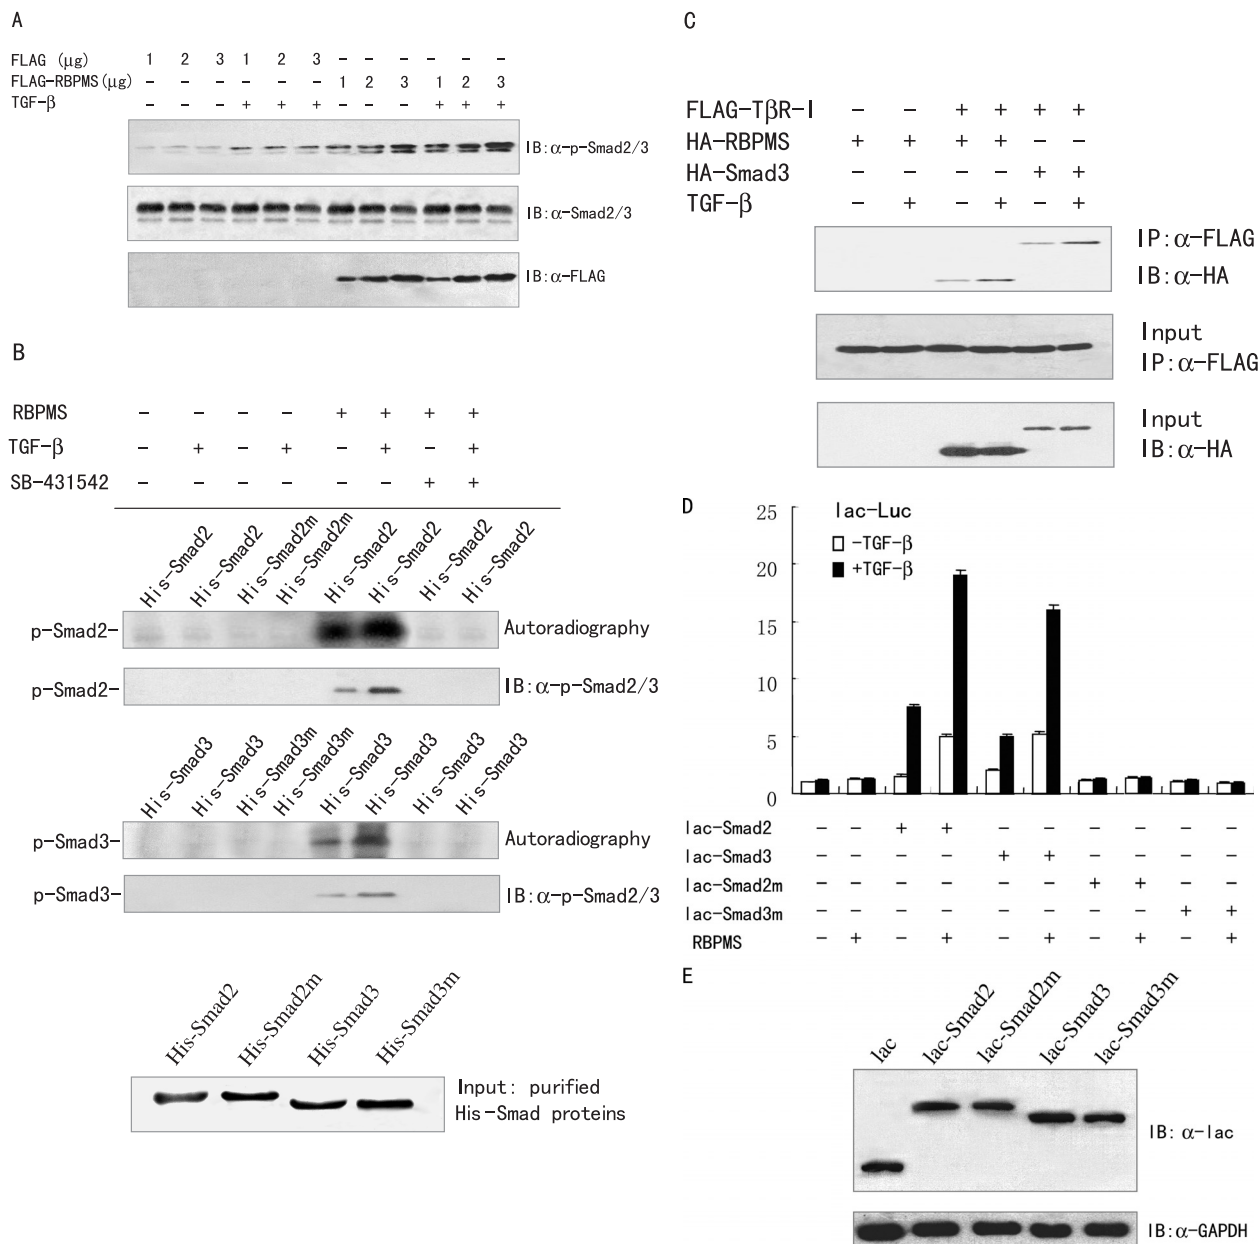 A
FLAG (μg) 1 2 3 1 2 3 – – – – – –
FLAG-RBPMS(μg) – – – – – – 1 2 3 1 2 3
TGF-β – – – + + + – – – + + +
IB:α-p-Smad2/3
IB:α-Smad2/3
IB:α-FLAG
B
RBPMS – – – – + + + +
TGF-β – + – + – + – +
SB-431542 – – – – – – + +
His-Smad2 His-Smad2 His-Smad2m His-Smad2m His-Smad2 His-Smad2 His-Smad2 His-Smad2
p-Smad2– Autoradiography
p-Smad2– IB:α-p-Smad2/3
His-Smad3 His-Smad3 His-Smad3m His-Smad3m His-Smad3 His-Smad3 His-Smad3 His-Smad3
p-Smad3– Autoradiography
p-Smad3– IB:α-p-Smad2/3
His-Smad2 His-Smad2m His-Smad3 His-Smad3m
Input: purified
His-Smad proteins
C
FLAG-TβR-I – – + + + +
HA-RBPMS + + + + – –
HA-Smad3 – – – – + +
TGF-β – + – + – +
IP:α-FLAG
IB:α-HA
Input
IP:α-FLAG
Input
IB:α-HA
D
lac-Luc
–TGF-β
+TGF-β
25
20
15
10
5
0
lac-Smad2 – – + + – – – – – –
lac-Smad3 – – – – + + – – – –
lac-Smad2m – – – – – – + + – –
lac-Smad3m – – – – – – – – + +
RBPMS – + – + – + – + – +
E
lac lac-Smad2 lac-Smad2m lac-Smad3 lac-Smad3m
IB: α-lac
IB:α-GAPDH